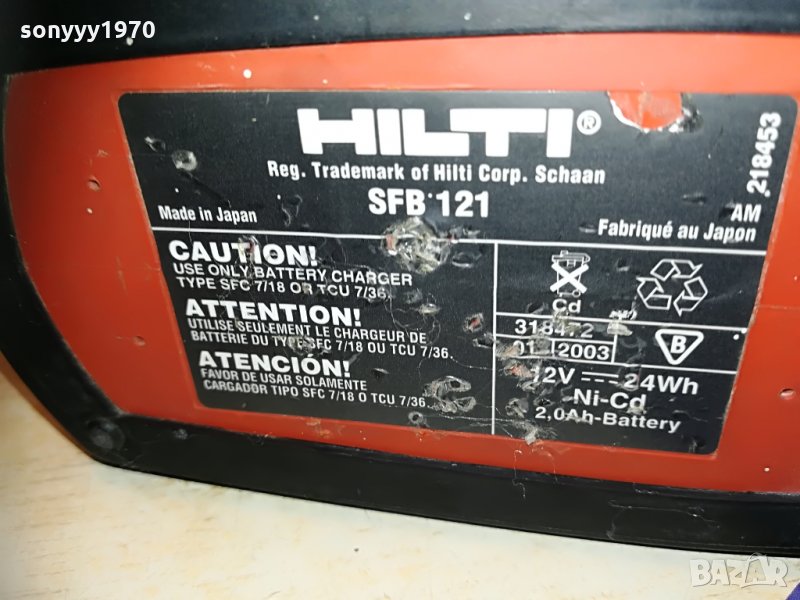 sonyyy1970
HILTI®
218453
Reg. Trademark of Hilti Corp. Schaan
SFB 121
Made in Japan
AM
Fabriqué au Japon
CAUTION!
USE ONLY BATTERY CHARGER
TYPE SFC 7/18 OR TCU 7/36.
ATTENTION!
UTILISE SEULEMENT LE CHARGEUR DE
BATTERIE DU TYPE SFC 7/18 OU TCU 7/36.
ATENCIÓN!
FAVOR DE USAR SOLAMENTE
CARGADOR TIPO SFC 7/18 O TCU 7/36.
Cd
01 2003
B
12V 24Wh
Ni-Cd
2,0Ah-Battery
BAZAR